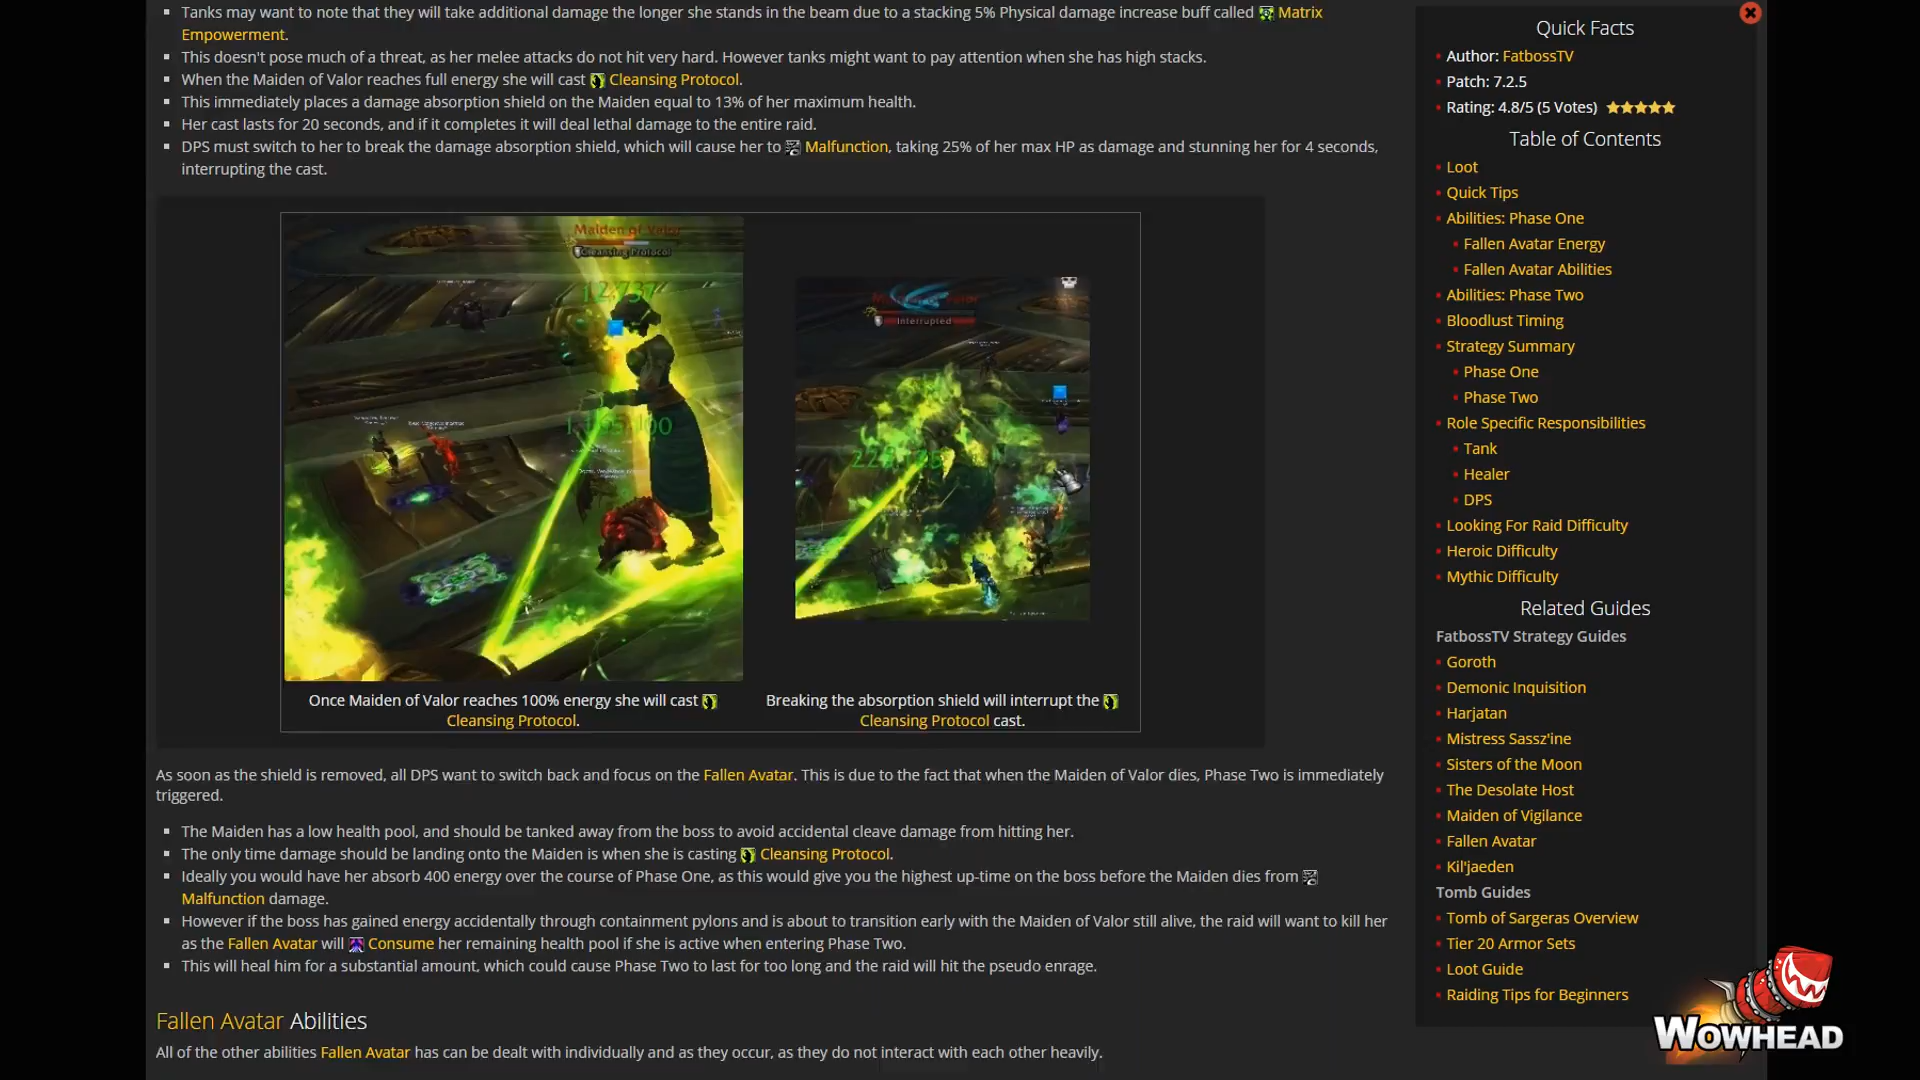 Tanks may want to note that they will take additional damage the longer she stands in the beam due to a stacking 5% Physical damage increase buff called Matrix
Empowerment.
This doesn't pose much of a threat, as her melee attacks do not hit very hard. However tanks might want to pay attention when she has high stacks.
When the Maiden of Valor reaches full energy she will cast Cleansing Protocol.
This immediately places a damage absorption shield on the Maiden equal to 13% of her maximum health.
Her cast lasts for 20 seconds, and if it completes it will deal lethal damage to the entire raid.
DPS must switch to her to break the damage absorption shield, which will cause her to Malfunction, taking 25% of her max HP as damage and stunning her for 4 seconds,
interrupting the cast.
Maiden of Valor
Cleansing Protocol
12,737
Interrupted
Once Maiden of Valor reaches 100% energy she will cast
Cleansing Protocol.
Breaking the absorption shield will interrupt the
Cleansing Protocol cast.
As soon as the shield is removed, all DPS want to switch back and focus on the Fallen Avatar. This is due to the fact that when the Maiden of Valor dies, Phase Two is immediately
triggered.
The Maiden has a low health pool, and should be tanked away from the boss to avoid accidental cleave damage from hitting her.
The only time damage should be landing onto the Maiden is when she is casting Cleansing Protocol.
Ideally you would have her absorb 400 energy over the course of Phase One, as this would give you the highest up-time on the boss before the Maiden dies from
Malfunction damage.
However if the boss has gained energy accidentally through containment pylons and is about to transition early with the Maiden of Valor still alive, the raid will want to kill her
as the Fallen Avatar will Consume her remaining health pool if she is active when entering Phase Two.
This will heal him for a substantial amount, which could cause Phase Two to last for too long and the raid will hit the pseudo enrage.
Fallen Avatar Abilities
All of the other abilities Fallen Avatar has can be dealt with individually and as they occur, as they do not interact with each other heavily.
Quick Facts
Author: FatbossTV
Patch: 7.2.5
Rating: 4.8/5 (5 Votes)
Table of Contents
Loot
Quick Tips
Abilities: Phase One
Fallen Avatar Energy
Fallen Avatar Abilities
Abilities: Phase Two
Bloodlust Timing
Strategy Summary
Phase One
Phase Two
Role Specific Responsibilities
Tank
Healer
DPS
Looking For Raid Difficulty
Heroic Difficulty
Mythic Difficulty
Related Guides
FatbossTV Strategy Guides
Goroth
Demonic Inquisition
Harjatan
Mistress Sassz'ine
Sisters of the Moon
The Desolate Host
Maiden of Vigilance
Fallen Avatar
Kil'jaeden
Tomb Guides
Tomb of Sargeras Overview
Tier 20 Armor Sets
Loot Guide
Raiding Tips for Beginners
WOWHEAD